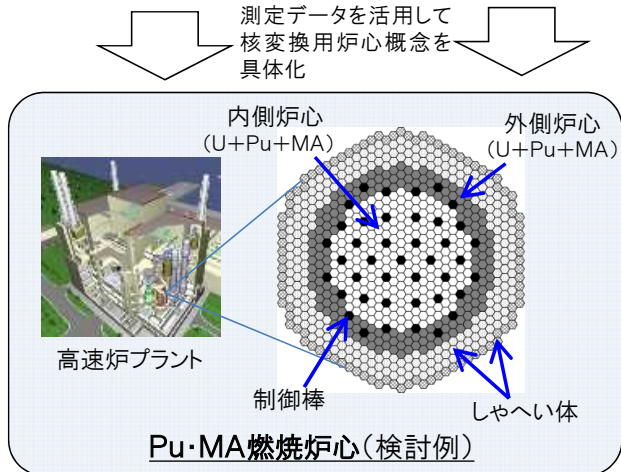 測定データを活用して
核変換用炉心概念を
具体化
内側炉心
(U+Pu+MA)
外側炉心
(U+Pu+MA)
高速炉プラント
制御棒
しゃへい体
Pu・MA燃焼炉心(検討例)